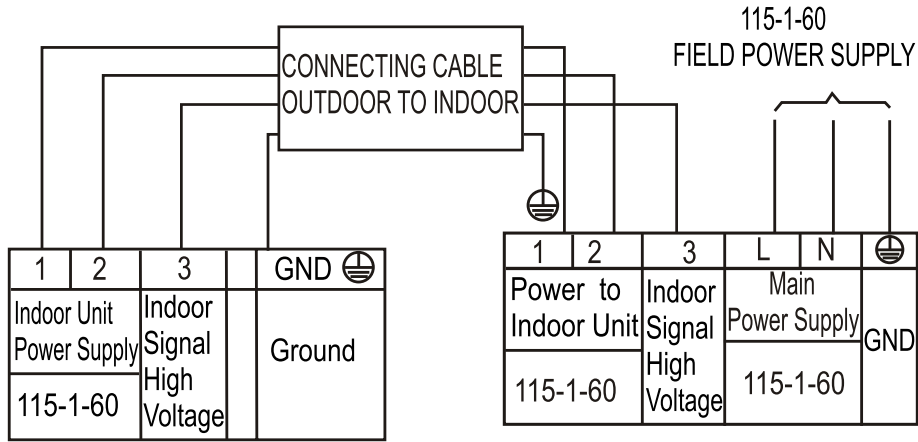 115-1-60
FIELD POWER SUPPLY
CONNECTING CABLE
OUTDOOR TO INDOOR
1 2 3 GND
Indoor Unit
Power Supply
115-1-60
Indoor
Signal
High
Voltage
Ground
1 2 3 L N
Power to
Indoor Unit
115-1-60
Indoor
Signal
High
Voltage
Main
Power Supply
115-1-60
GND